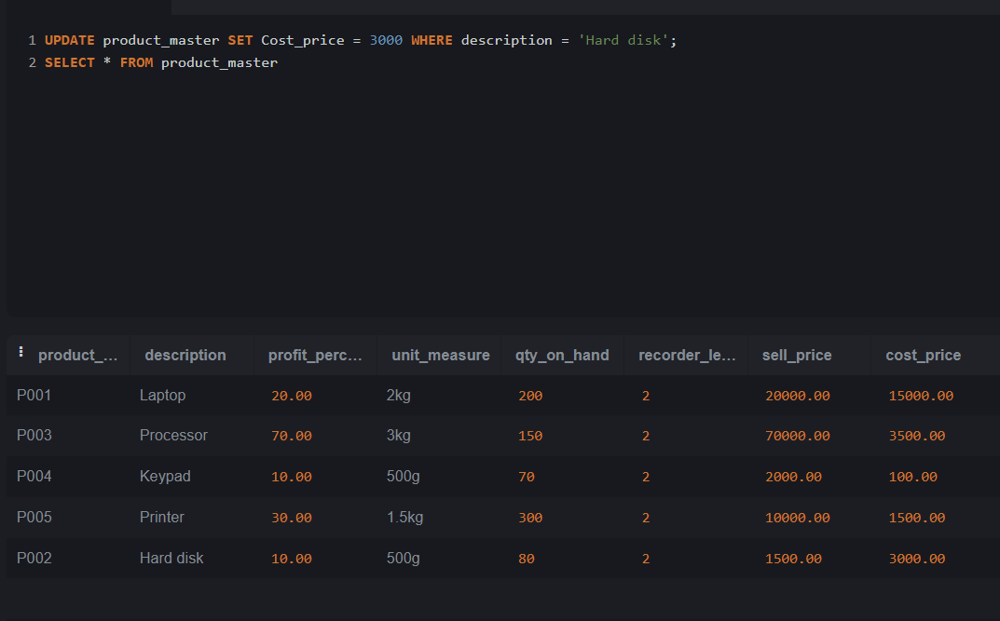 1 UPDATE product_master SET Cost_price = 3000 WHERE description = 'Hard disk';
2 SELECT * FROM product_master
product_... description profit_perc... unit_measure qty_on_hand recorder_le... sell_price cost_price
P001 Laptop 20.00 2kg 200 2 20000.00 15000.00
P003 Processor 70.00 3kg 150 2 70000.00 3500.00
P004 Keypad 10.00 500g 70 2 2000.00 100.00
P005 Printer 30.00 1.5kg 300 2 10000.00 1500.00
P002 Hard disk 10.00 500g 80 2 1500.00 3000.00